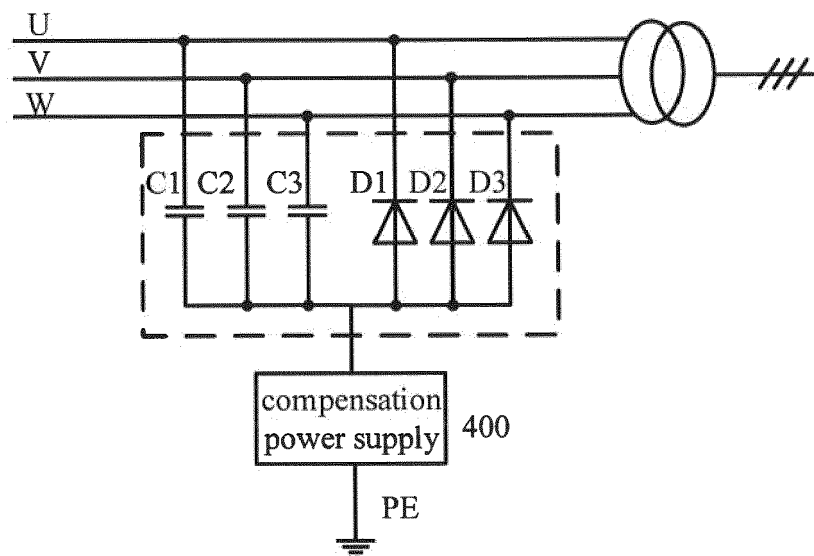 U
V
W
C1 C2 C3 D1 D2 D3
compensation
power supply
400
PE